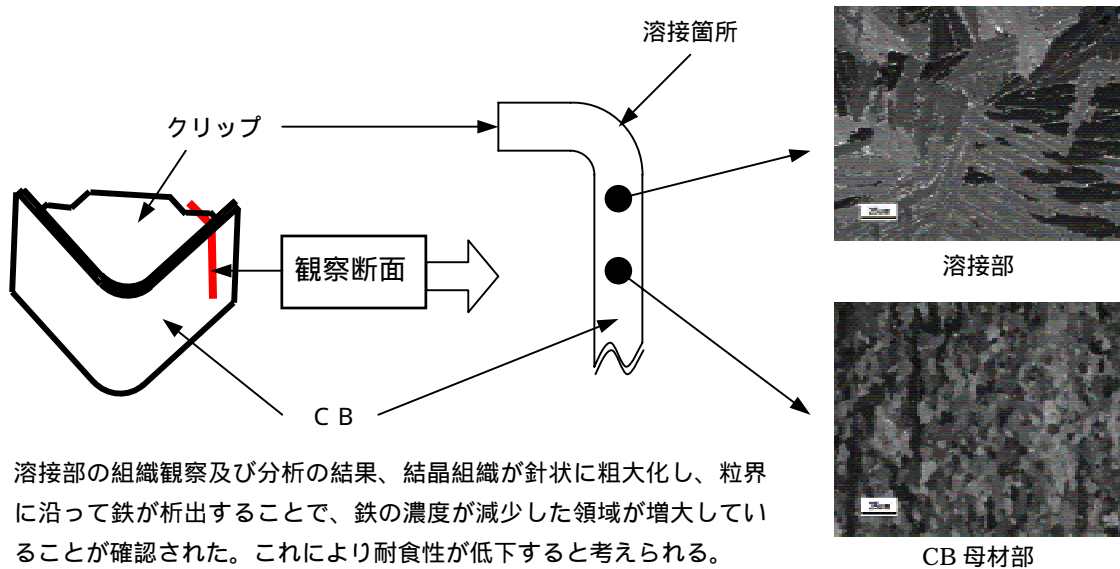 溶接箇所
クリップ
観察断面
溶接部
CB
CB 母材部
溶接部の組織観察及び分析の結果、結晶組織が針状に粗大化し、粒界
に沿って鉄が析出することで、鉄の濃度が減少した領域が増大してい
ることが確認された。これにより耐食性が低下すると考えられる。